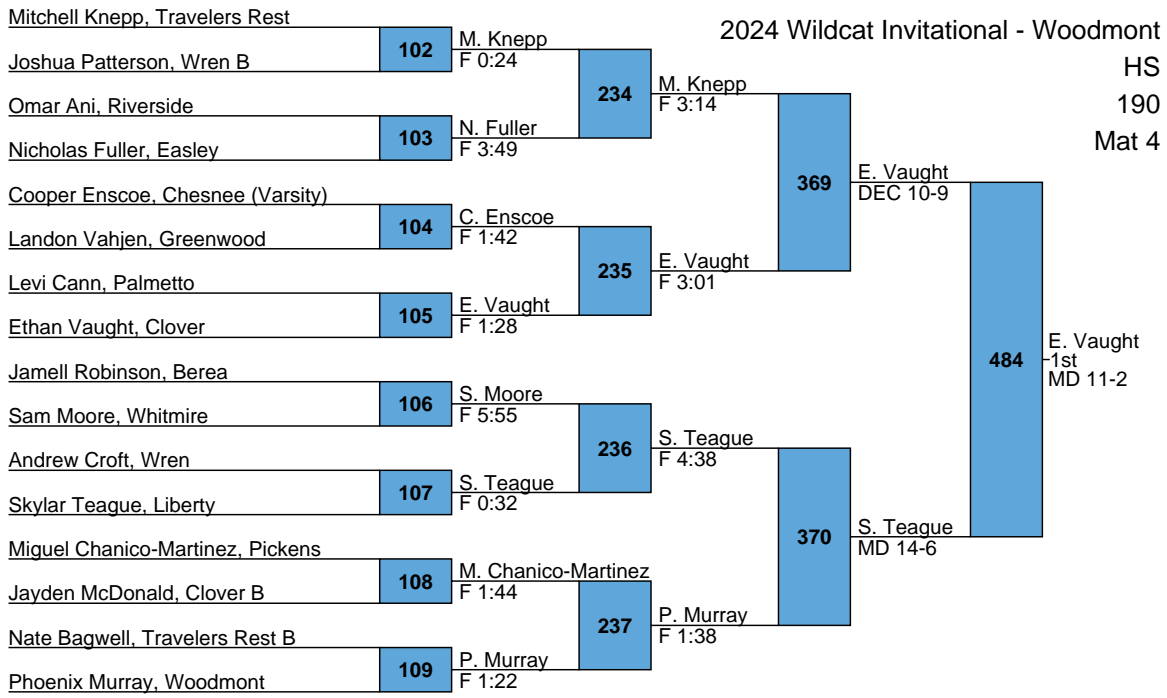 2024 Wildcat Invitational - Woodmont
HS
190
Mat 4
Mitchell Knepp, Travelers Rest
Joshua Patterson, Wren B
Omar Ani, Riverside
Nicholas Fuller, Easley
Cooper Enscoe, Chesnee (Varsity)
Landon Vahjen, Greenwood
Levi Cann, Palmetto
Ethan Vaught, Clover
Jamell Robinson, Berea
Sam Moore, Whitmire
Andrew Croft, Wren
Skylar Teague, Liberty
Miguel Chanico-Martinez, Pickens
Jayden McDonald, Clover B
Nate Bagwell, Travelers Rest B
Phoenix Murray, Woodmont
102
103
104
105
106
107
108
109
M. Knepp
F 0:24
N. Fuller
F 3:49
C. Enscoe
F 1:42
E. Vaught
F 1:28
S. Moore
F 5:55
S. Teague
F 0:32
M. Chanico-Martinez
F 1:44
P. Murray
F 1:22
234
235
236
237
M. Knepp
F 3:14
E. Vaught
F 3:01
S. Teague
F 4:38
P. Murray
F 1:38
369
370
E. Vaught
DEC 10-9
S. Teague
MD 14-6
484
E. Vaught
1st
MD 11-2